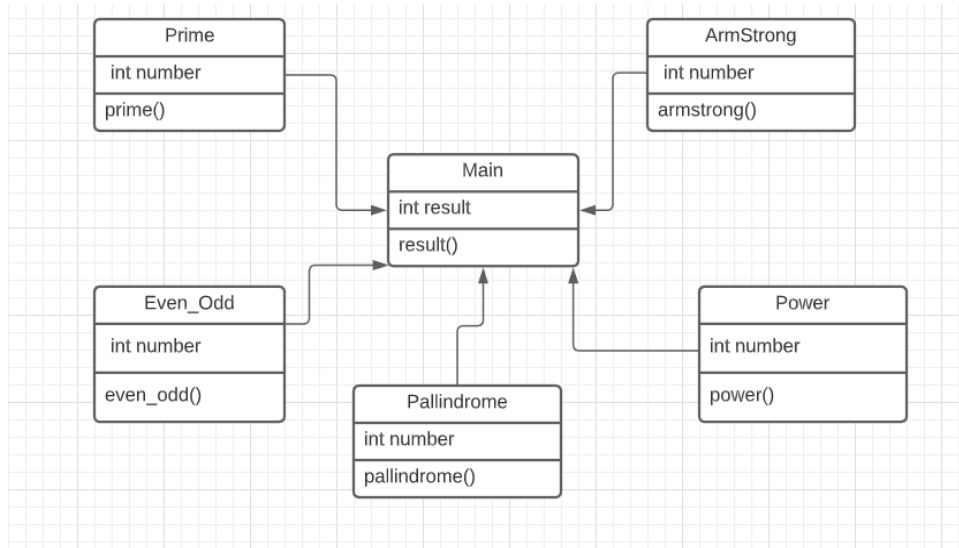 Prime
int number
prime()
ArmStrong
int number
armstrong()
Main
int result
result()
Even_Odd
int number
even_odd()
Pallindrome
int number
pallindrome()
Power
int number
power()